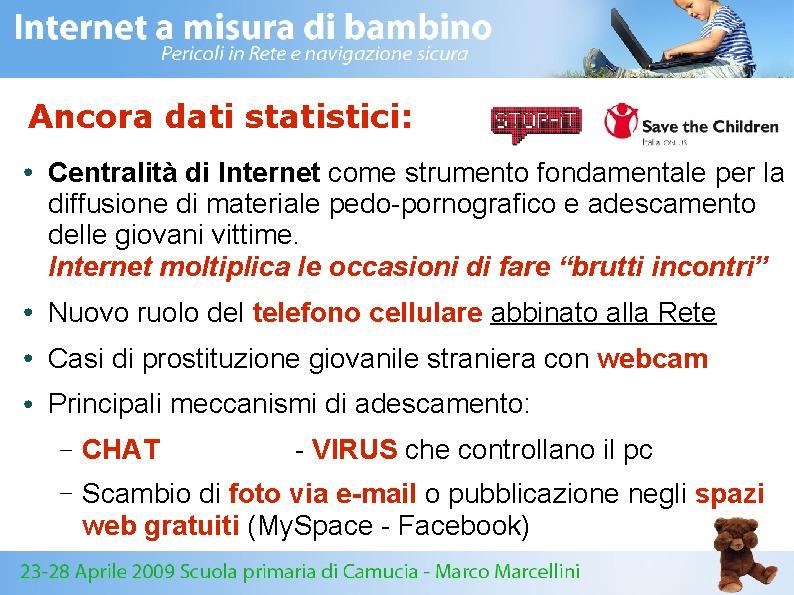 Internet a misura di bambino
Pericoli in Rete e navigazione sicura
Ancora dati statistici:
STOP-IT
Save the Children
Italia ONLUS
• Centralità di Internet come strumento fondamentale per la
diffusione di materiale pedo-pornografico e adescamento
delle giovani vittime.
Internet moltiplica le occasioni di fare “brutti incontri”
• Nuovo ruolo del telefono cellulare abbinato alla Rete
• Casi di prostituzione giovanile straniera con webcam
• Principali meccanismi di adescamento:
– CHAT - VIRUS che controllano il pc
– Scambio di foto via e-mail o pubblicazione negli spazi
web gratuiti (My.Space - Facebook)
23-28 Aprile 2009 Scuola primaria di Camucia - Marco Marcellini